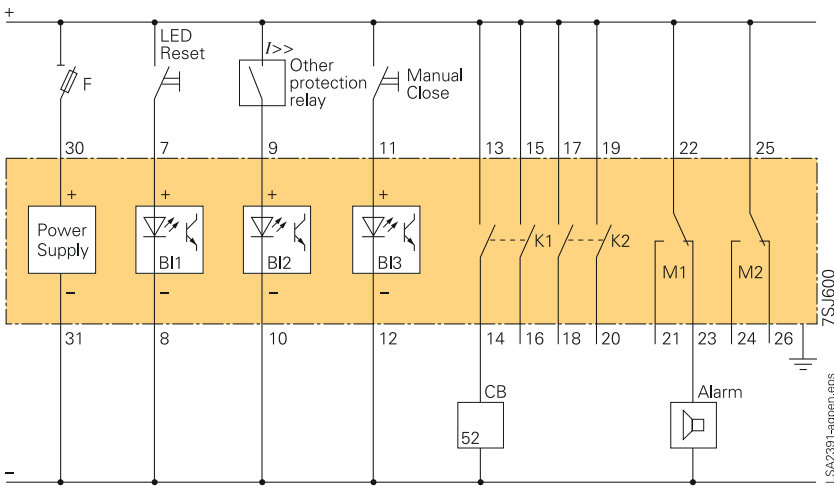 +
LED
Reset
I>>
F
Other
protection
relay
Manual
Close
30 7 9 11 13 15 17 19 22 25
+ + + +
Power
Supply
BI1 BI2 BI3
K1 K2
M1 M2
− − − −
31 8 10 12 14 16 18 20 21 23 24 26
7SJ600
CB
52
Alarm
−
LSA2391-agpen.eps